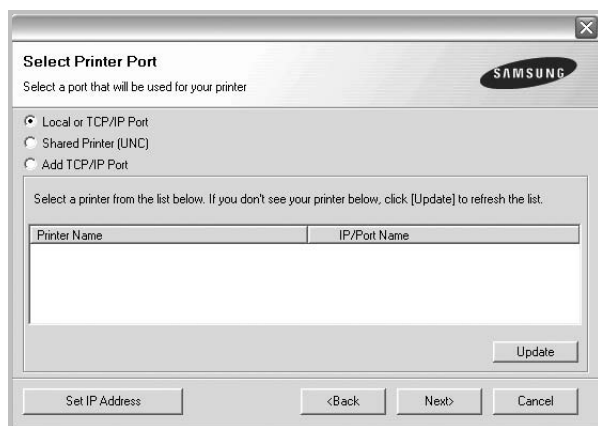 Select Printer Port
Select a port that will be used for your printer
SAMSUNG
Local or TCP/IP Port
Shared Printer (UNC)
Add TCP/IP Port
Select a printer from the list below. If you don't see your printer below, click [Update] to refresh the list.
Printer Name IP/Port Name
Update
Set IP Address <Back Next> Cancel